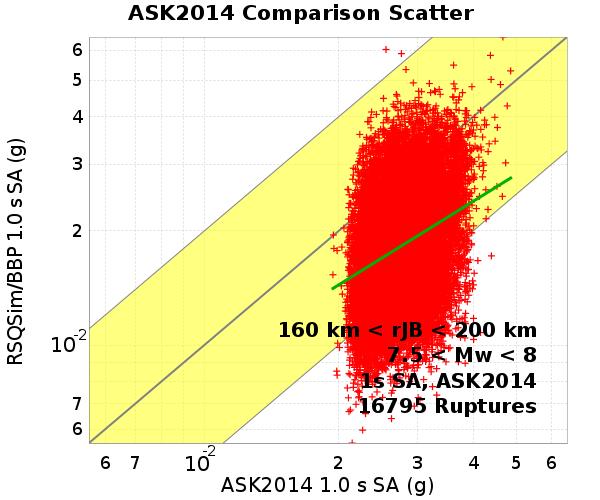 ASK2014 Comparison Scatter
RSQSim/BBP 1.0 s SA (g)
6
5
4
3
2
10-2
7
6
160 km < rJB < 200 km
7.5 < Mw < 8
1s SA, ASK2014
16795 Ruptures
6 7 10-2 2 3 4 5 6
ASK2014 1.0 s SA (g)